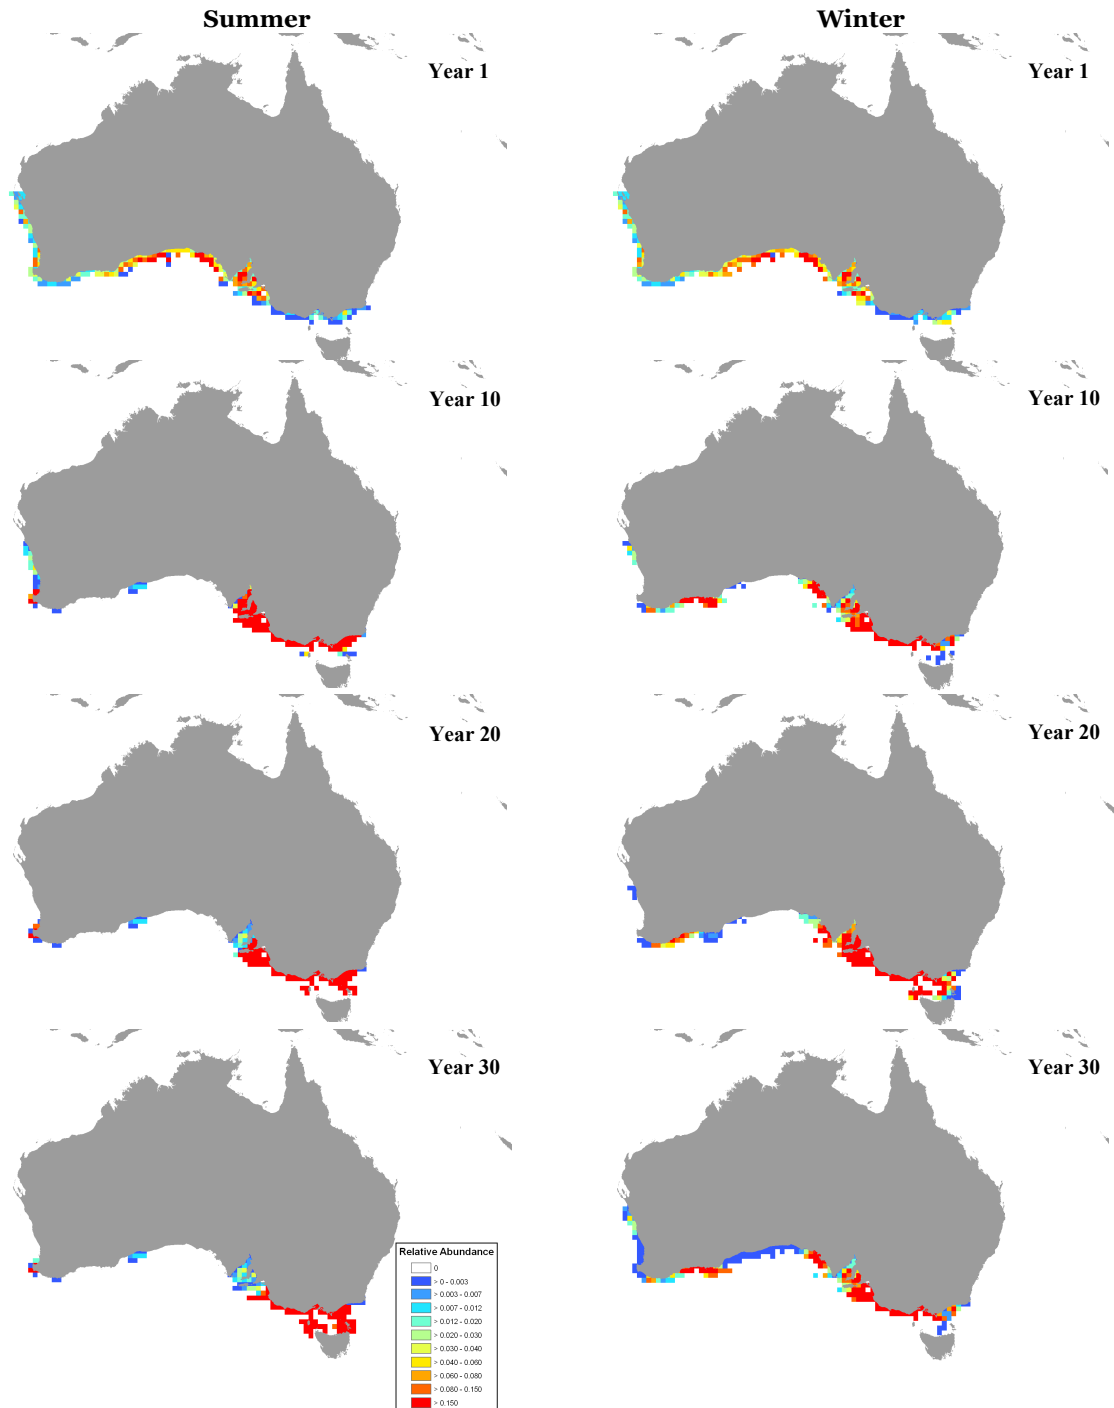 Summer
Winter
Year 1
Year 1
Year 10
Year 10
Year 20
Year 20
Year 30
Year 30
Relative Abundance
0
> 0 - 0.003
> 0.003 - 0.007
> 0.007 - 0.012
> 0.012 - 0.020
> 0.020 - 0.030
> 0.030 - 0.040
> 0.040 - 0.060
> 0.060 - 0.080
> 0.080 - 0.150
> 0.150